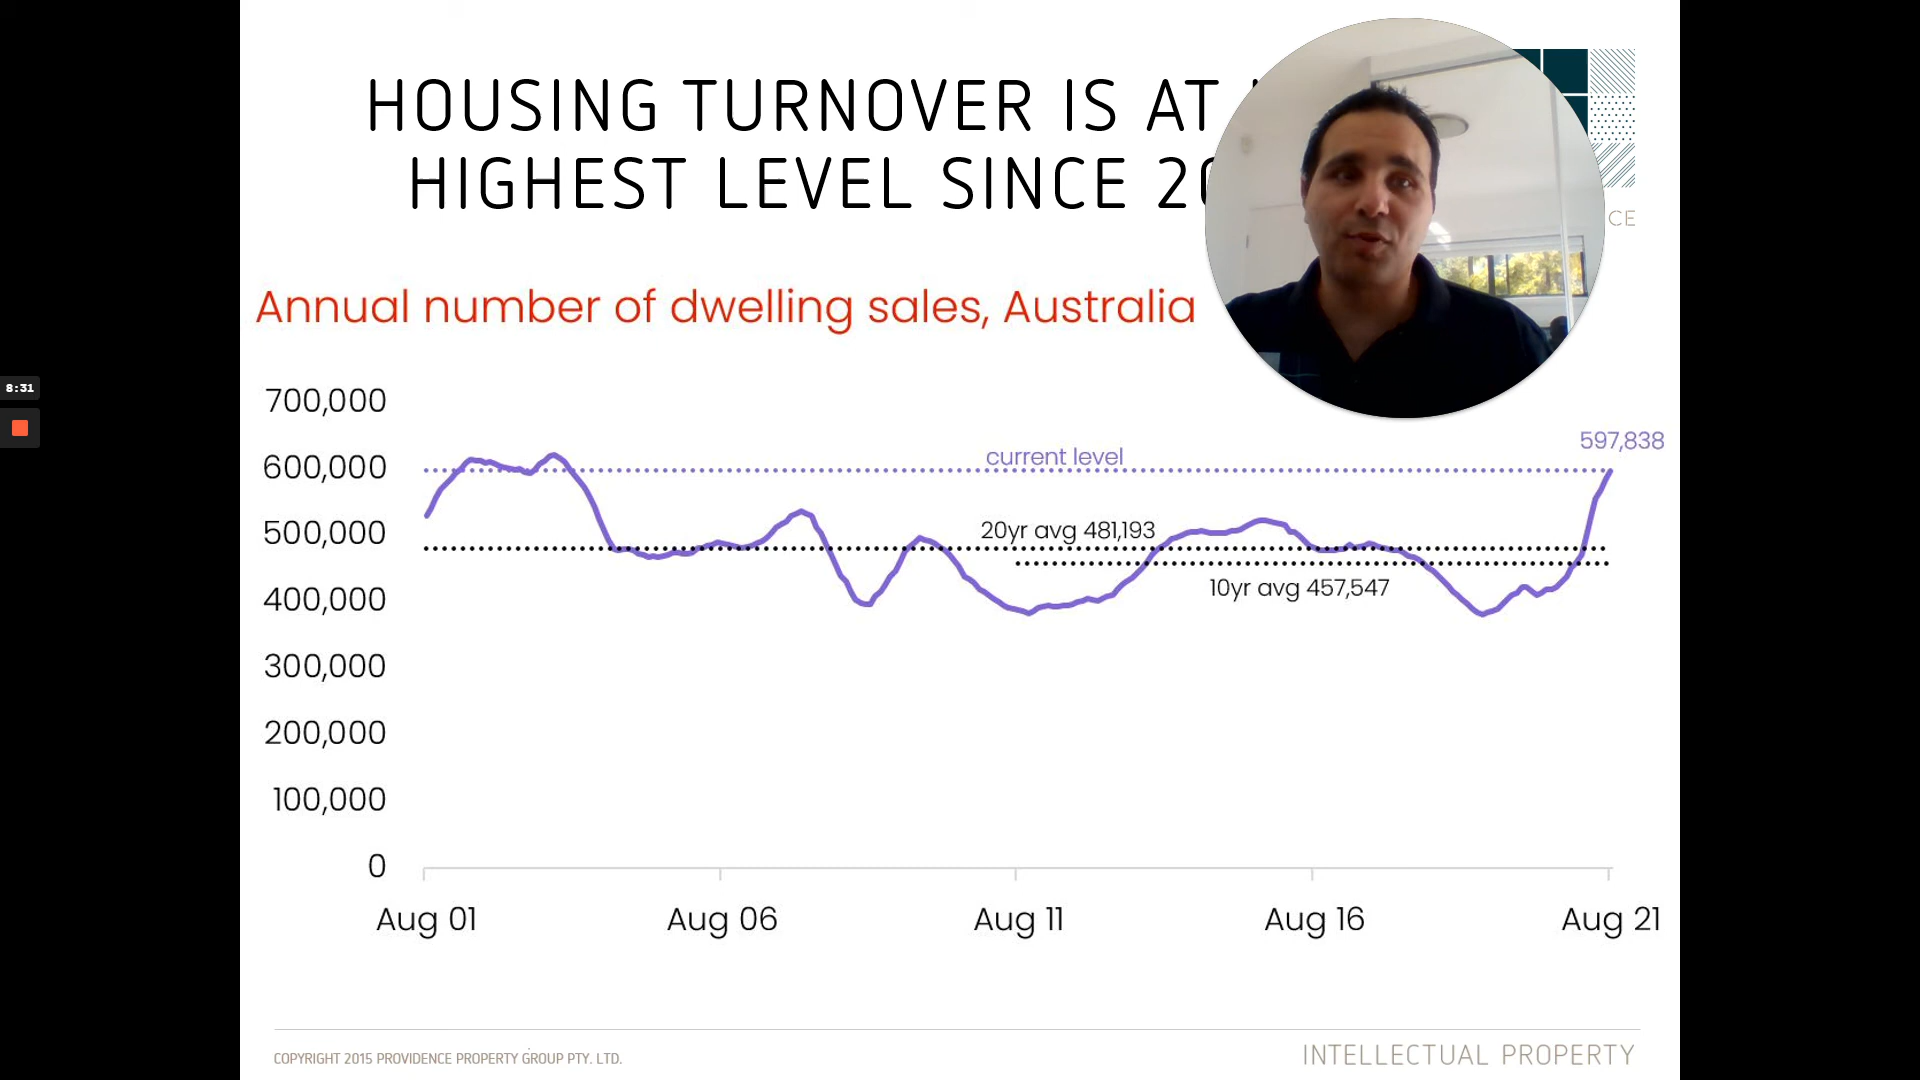 HOUSING TURNOVER IS AT
HIGHEST LEVEL SINCE
CE
Annual number of dwelling sales, Australia
8:31
700,000
597,838
current level
600,000
20yr avg 481,193
500,000
10yr avg 457,547
400,000
300,000
200,000
100,000
0
Aug 01 Aug 06 Aug 11 Aug 16 Aug 21
COPYRIGHT 2015 PROVIDENCE PROPERTY GROUP PTY. LTD.
INTELLECTUAL PROPERTY